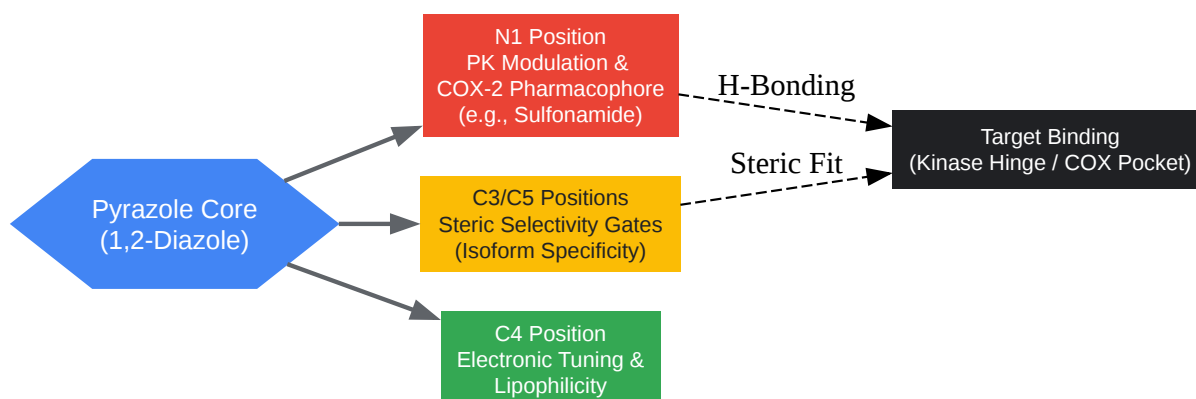 Pyrazole Core
(1,2-Diazole)
N1 Position
PK Modulation &
COX-2 Pharmacophore
(e.g., Sulfonamide)
C3/C5 Positions
Steric Selectivity Gates
(Isoform Specificity)
C4 Position
Electronic Tuning &
Lipophilicity
H-Bonding
Steric Fit
Target Binding
(Kinase Hinge / COX Pocket)